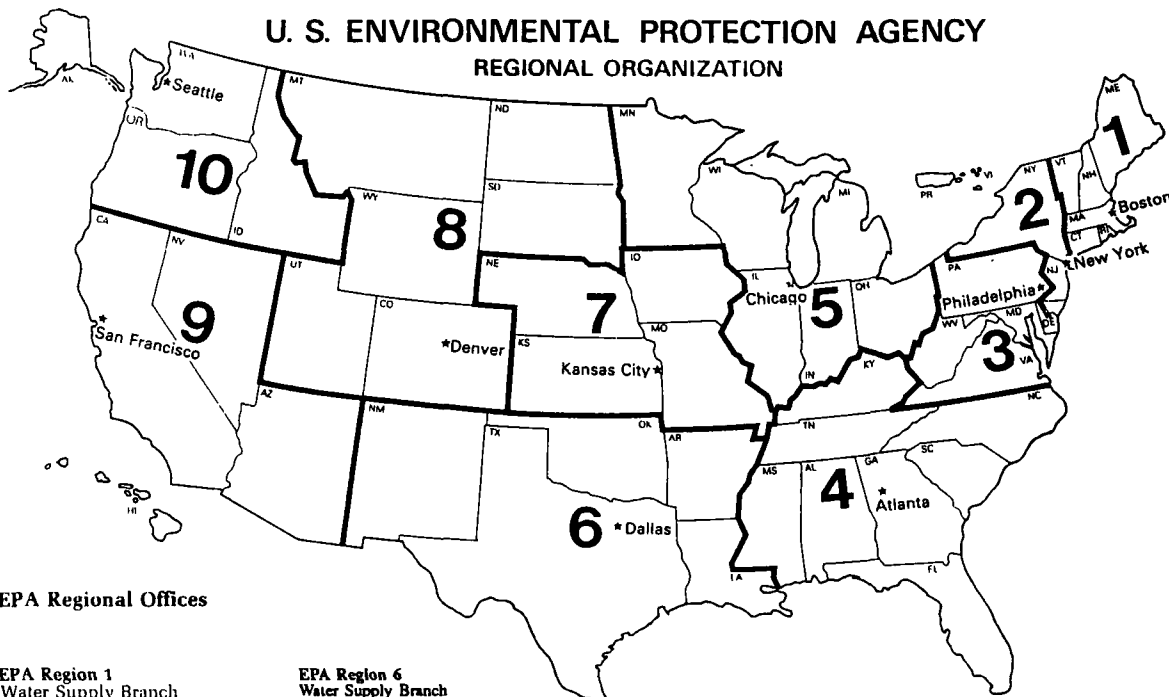 U. S. ENVIRONMENTAL PROTECTION AGENCY
REGIONAL ORGANIZATION
AK
WA
Seattle
OR
10
ID
MT
ND
SD
WY
8
MN
WI
MI
ME
1
NY
VT
NH
2
MA
Boston
CT
RI
PR
VI
New York
CA
NV
9
San Francisco
UT
CO
Denver
NE
7
KS
Kansas City
IO
MO
IL
Chicago
5
IN
OH
KY
PA
NJ
Philadelphia
MD
DE
WV
3
VA
AZ
NM
TX
OK
6
Dallas
AR
LA
TN
NC
SC
MS
AL
GA
4
Atlanta
FL
HI
EPA Regional Offices
EPA Region 1
Water Supply Branch
EPA Region 6
Water Supply Branch